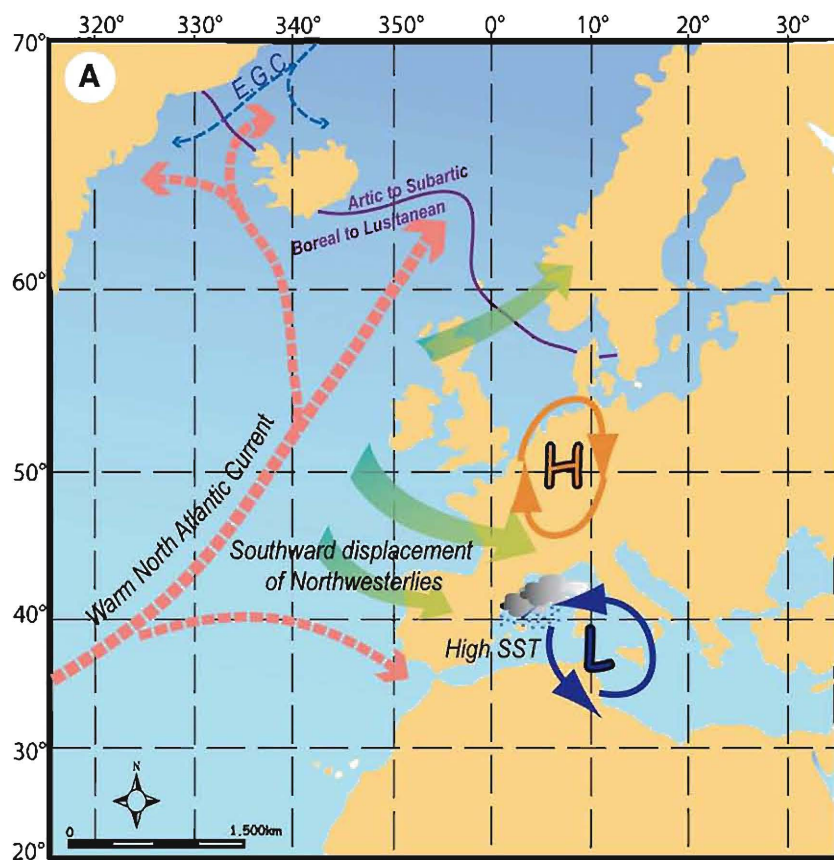 320° 330° 340° 350° 0° 10° 20° 30°
70°
A
E.G.C.
Artic to Subartic
Boreal to Lusitanean
60°
H
50°
Warm North Atlantic Current
Southward displacement
of Northwesterlies
40°
High SST
L
30°
N
0 1.500km
20°